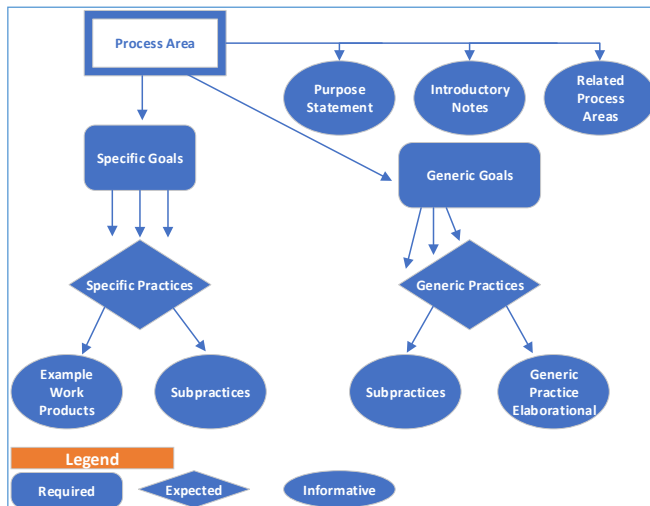 Process Area
Purpose
Statement
Introductory
Notes
Related
Process
Areas
Specific Goals
Generic Goals
Specific Practices
Generic Practices
Example
Work
Products
Subpractices
Subpractices
Generic
Practice
Elaborational
Legend
Required
Expected
Informative